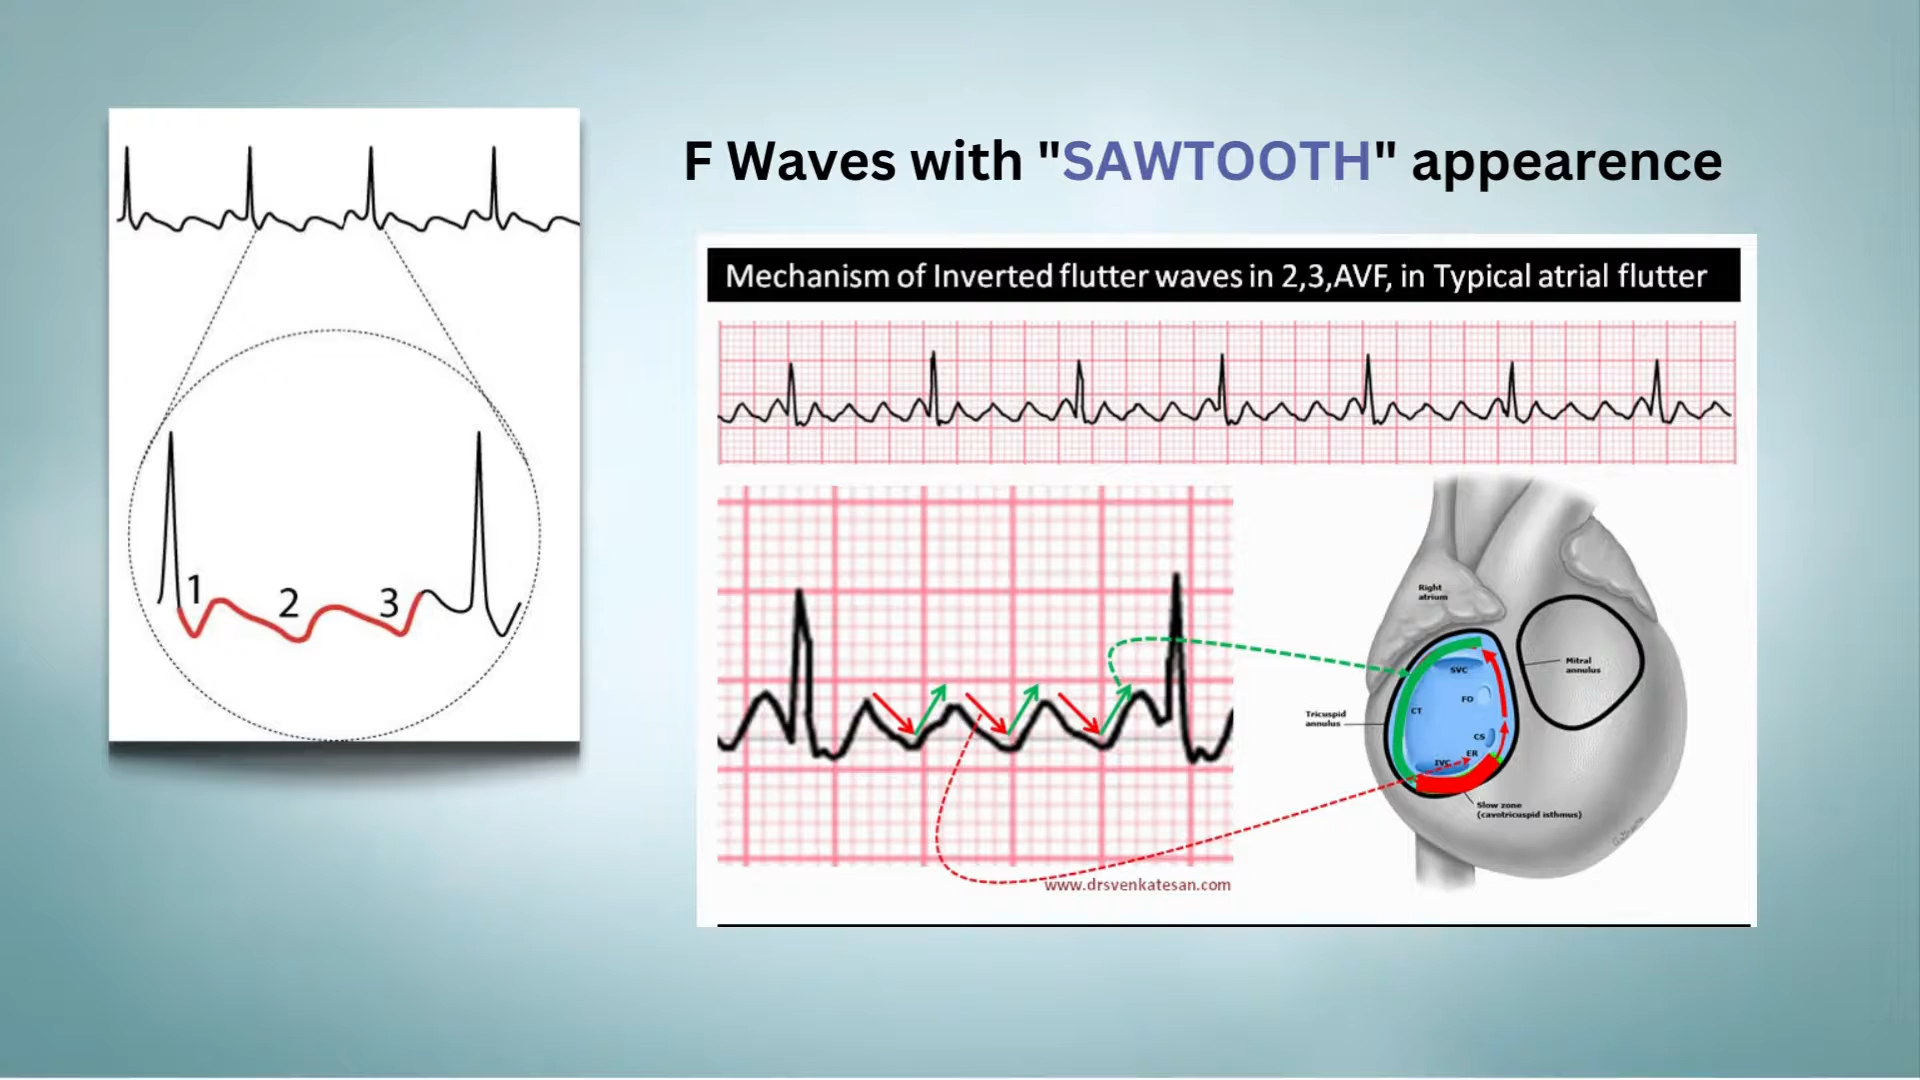 F Waves with "SAWTOOTH" appearence
Mechanism of Inverted flutter waves in 2,3,AVF, in Typical atrial flutter
1
2
3
Right
atrium
SVC
FO
CT
CS
ER
IVC
Mitral
annulus
Tricuspid
annulus
Slow zone
(cavotricuspid isthmus)
www.drsvenkatesan.com